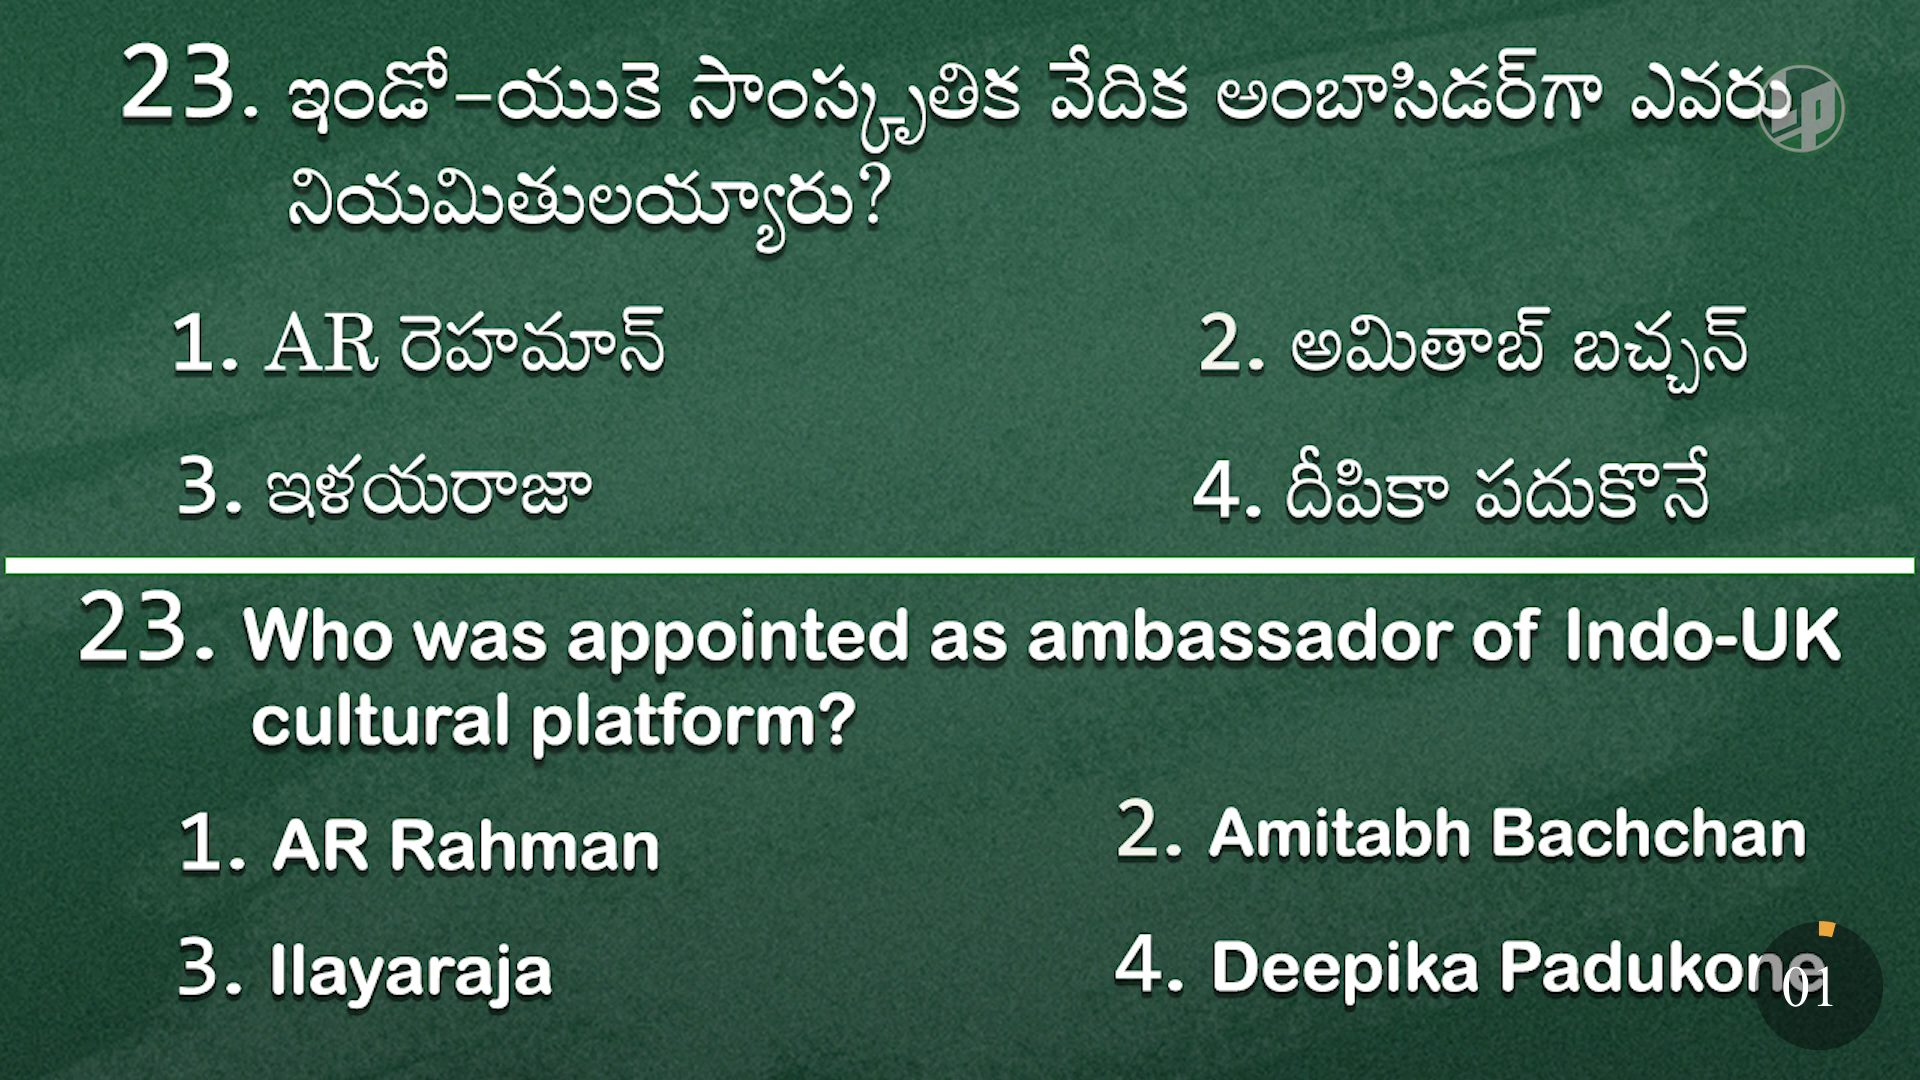 23. ఇండో-యుకె సాంస్కృతిక వేదిక అంబాసిడర్‌గా ఎవరు
నియమితులయ్యారు?
1. AR రెహమాన్
2. అమితాబ్ బచ్చన్
3. ఇళయరాజా
4. దీపికా పదుకొనే
23. Who was appointed as ambassador of Indo-UK
cultural platform?
1. AR Rahman
2. Amitabh Bachchan
3. Ilayaraja
4. Deepika Padukone
01